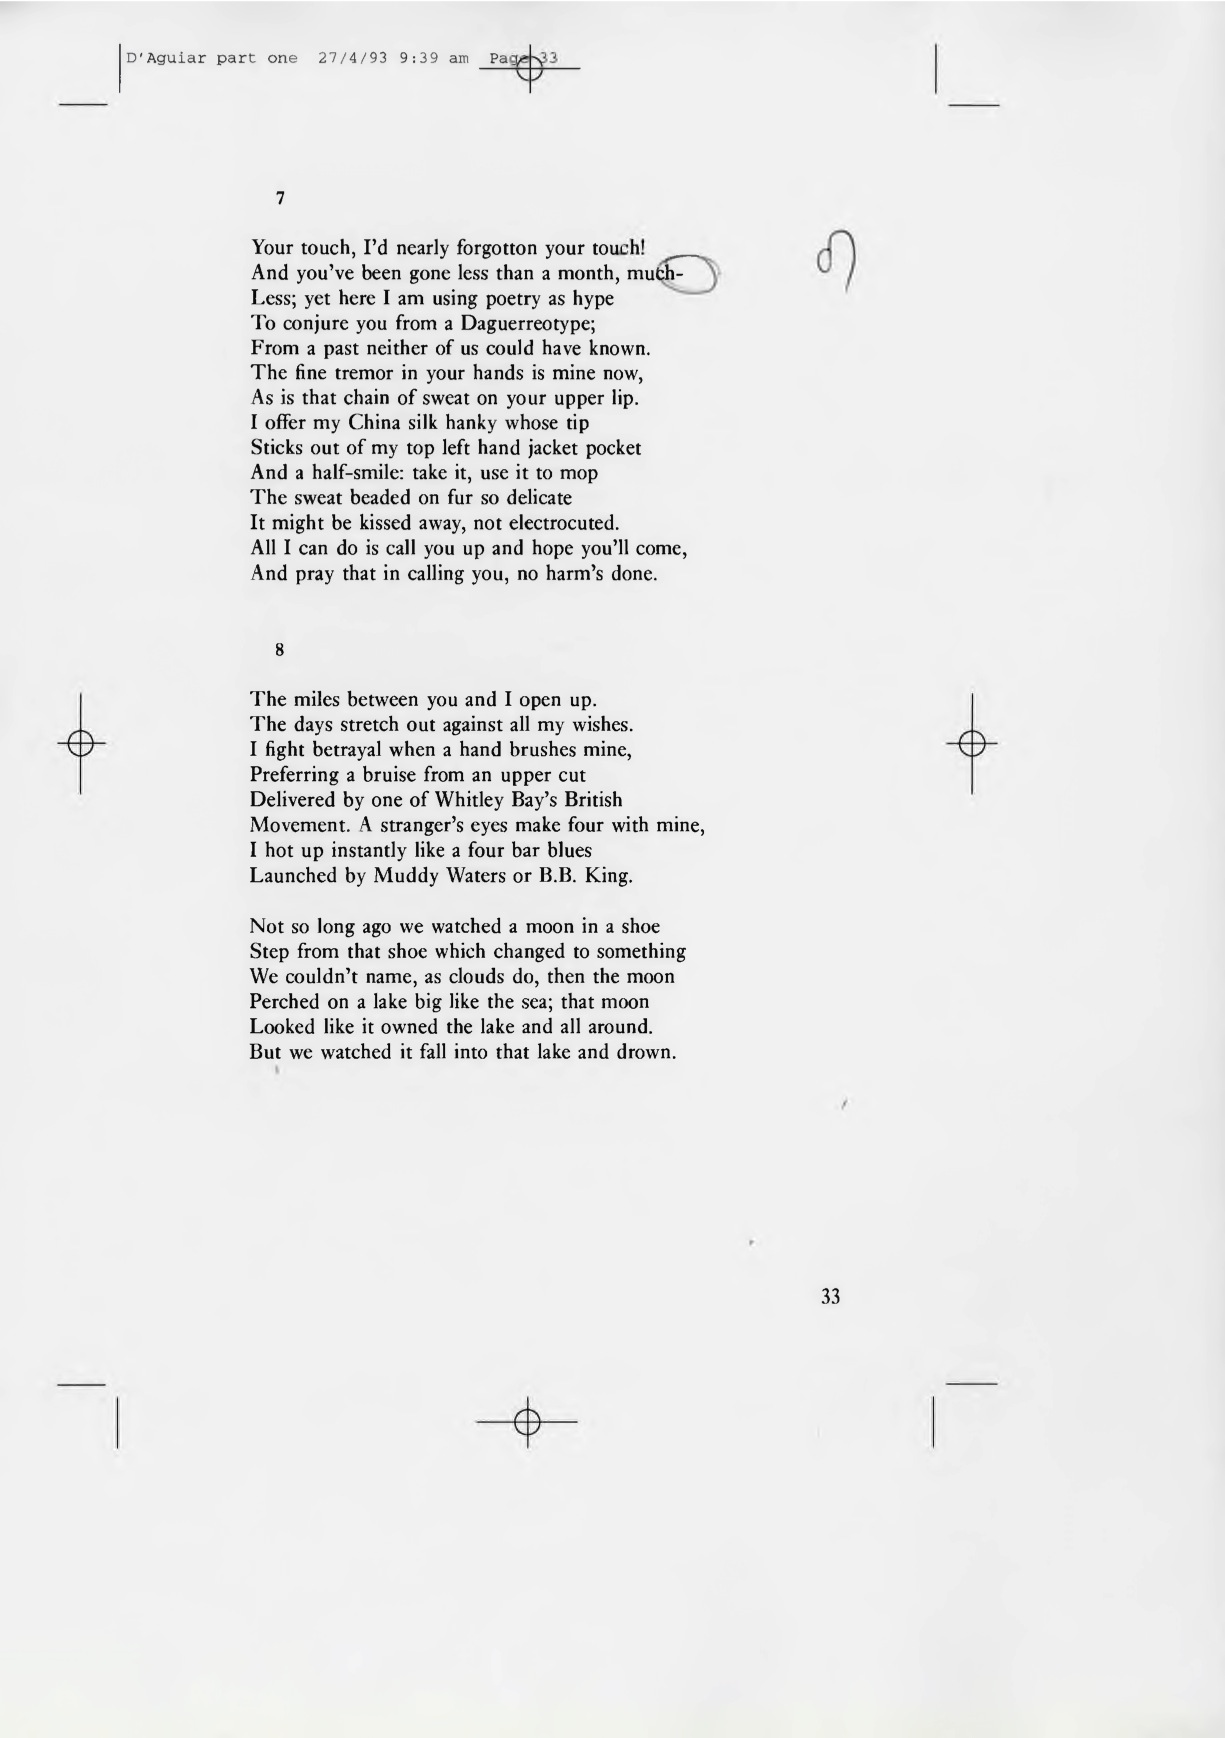 D'Aguiar part one 27/4/93 9:39 am Page 33
7
Your touch, I'd nearly forgotton your touch!
And you've been gone less than a month, much-
Less; yet here I am using poetry as hype
To conjure you from a Daguerreotype;
From a past neither of us could have known.
The fine tremor in your hands is mine now,
As is that chain of sweat on your upper lip.
I offer my China silk hanky whose tip
Sticks out of my top left hand jacket pocket
And a half-smile: take it, use it to mop
The sweat beaded on fur so delicate
It might be kissed away, not electrocuted.
All I can do is call you up and hope you'll come,
And pray that in calling you, no harm's done.
8
The miles between you and I open up.
The days stretch out against all my wishes.
I fight betrayal when a hand brushes mine,
Preferring a bruise from an upper cut
Delivered by one of Whitley Bay's British
Movement. A stranger's eyes make four with mine,
I hot up instantly like a four bar blues
Launched by Muddy Waters or B.B. King.
Not so long ago we watched a moon in a shoe
Step from that shoe which changed to something
We couldn't name, as clouds do, then the moon
Perched on a lake big like the sea; that moon
Looked like it owned the lake and all around.
But we watched it fall into that lake and drown.
33